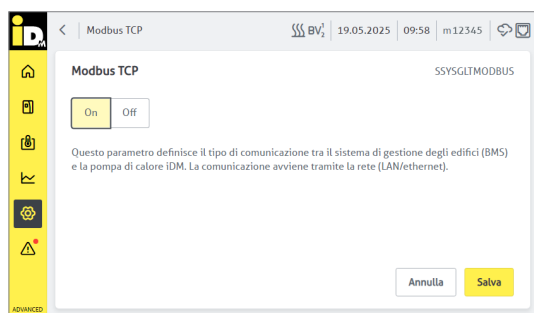 iDM
Modbus TCP BV 1 2 19.05.2025 09:58 m12345
Modbus TCP SSYSGLTMODBUS
On Off
Questo parametro definisce il tipo di comunicazione tra il sistema di gestione degli edifici (BMS)
e la pompa di calore iDM. La comunicazione avviene tramite la rete (LAN/ethernet).
Annulla Salva
ADVANCED